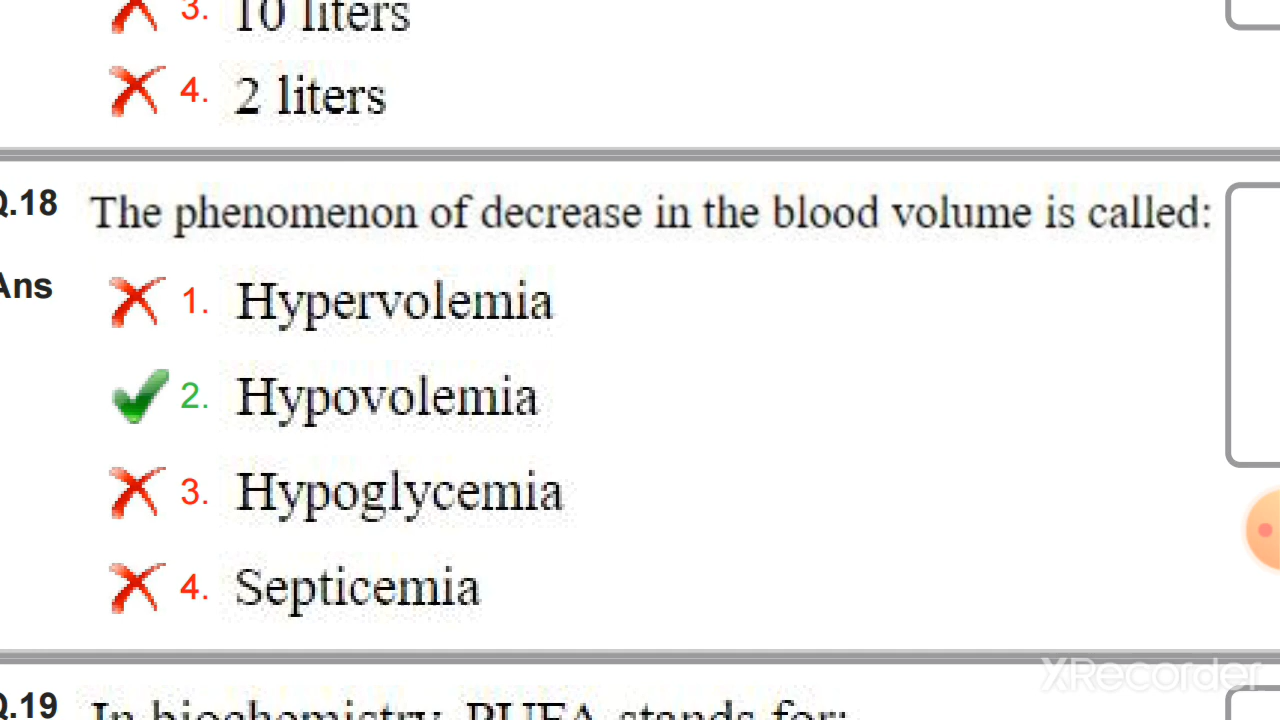 3. 10 liters
4. 2 liters
Q.18 The phenomenon of decrease in the blood volume is called:
Ans 1. Hypervolemia
2. Hypovolemia
3. Hypoglycemia
4. Septicemia
XRecorder
Q.19 In biochemistry, PUFA stands for: